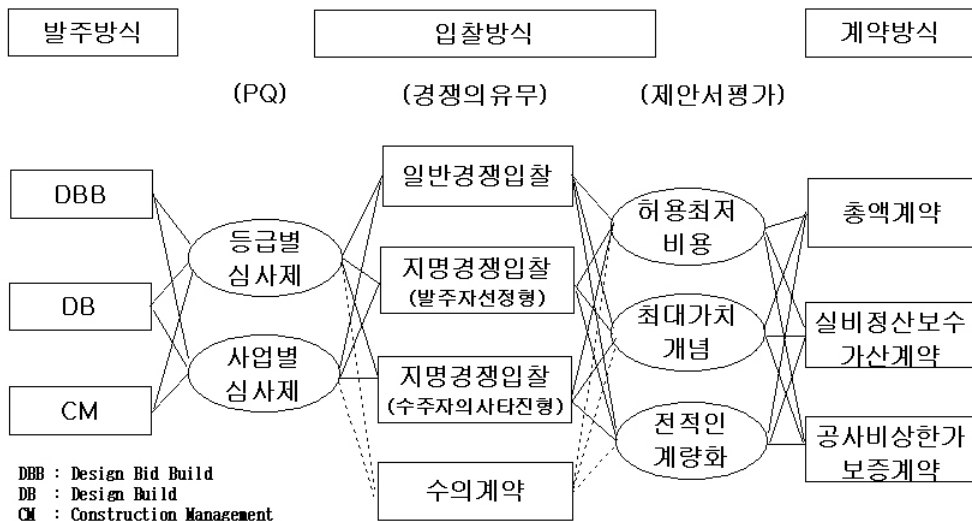 발주방식
입찰방식
계약방식
(PQ)
(경쟁의유무)
(제안서평가)
DBB
DB
CM
등급별
심사제
사업별
심사제
일반경쟁입찰
지명경쟁입찰
(발주자선정형)
지명경쟁입찰
(수주자의사타진형)
수의계약
허용최저
비용
최대가치
개념
전적인
계량화
총액계약
실비정산보수
가산계약
공사비상한가
보증계약
DBB : Design Bid Build
DB : Design Build
CM : Construction Management